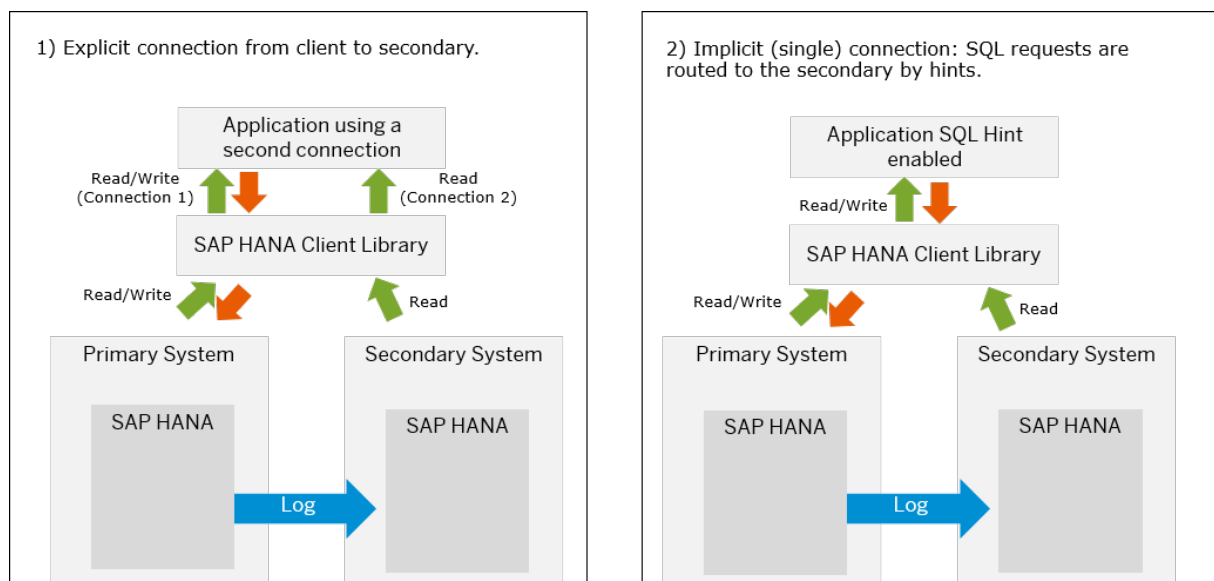 1) Explicit connection from client to secondary.
Application using a
second connection
Read/Write
(Connection 1)
Read
(Connection 2)
SAP HANA Client Library
Read/Write
Read
Primary System
Secondary System
SAP HANA
SAP HANA
Log
2) Implicit (single) connection: SQL requests are
routed to the secondary by hints.
Application SQL Hint
enabled
Read/Write
SAP HANA Client Library
Read/Write
Read
Primary System
Secondary System
SAP HANA
SAP HANA
Log